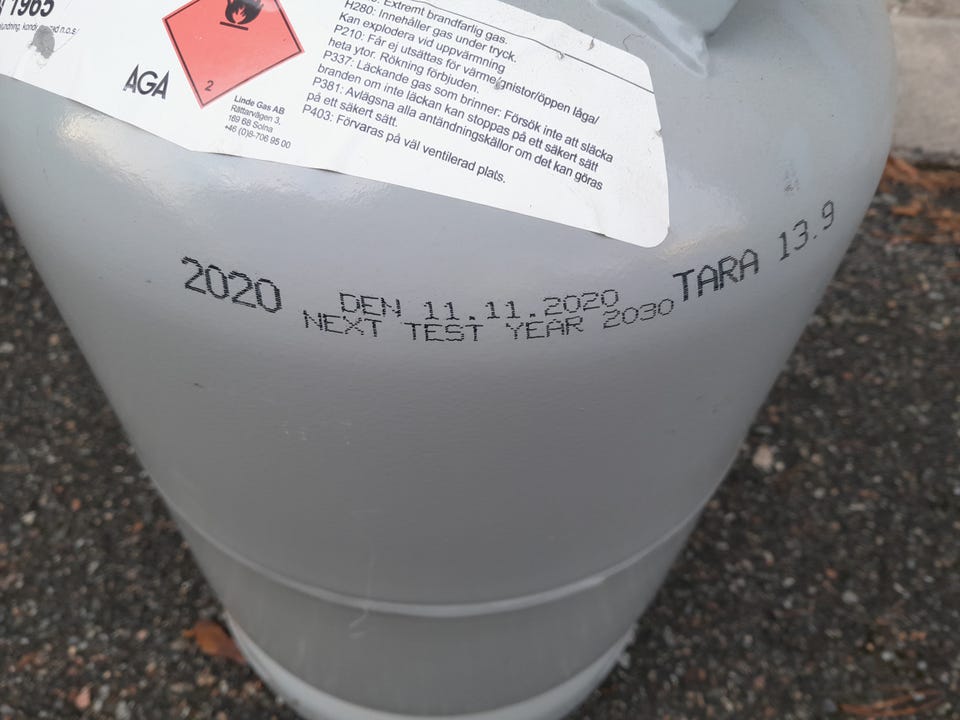 1965
AGA
2
Linde Gas AB
Rättarvägen 3
169 68 Solna
+46 (0)8-706 95 00
Extremt brandfarlig gas.
H280: Innehåller gas under tryck.
Kan explodera vid uppvärmning
P210: Får ej utsättas för värme/gnistor/öppen låga/
heta ytor. Rökning förbjuden.
P337: Läckande gas som brinner: Försök inte att släcka
branden om inte läckan kan stoppas på ett säkert sätt
P381: Avlägsna alla antändningskällor om det kan göras
på ett säkert sätt.
P403: Förvaras på väl ventilerad plats.
2020
DEN 11.11.2020
NEXT TEST YEAR 2030
TARA 13.9